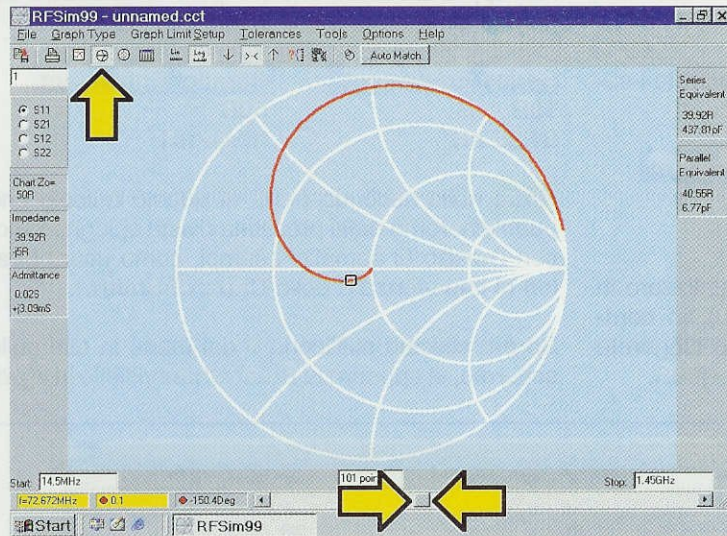 RFSim99 - unnamed.cct
File Graph Type Graph Limit Setup Tolerances Tools Options Help
Auto Match
1
S11
S21
S12
S22
Chart Zo=
50R
Impedance
39.92R
-j5R
Admittance
0.02S
+j3.09mS
Series
Equivalent
39.92R
437.81pF
Parallel
Equivalent
40.55R
6.77pF
Start: 14.5MHz
101 poin
Stop: 1.45GHz
f=72.672MHz 0.1 -150.4Deg
Start RFSim99